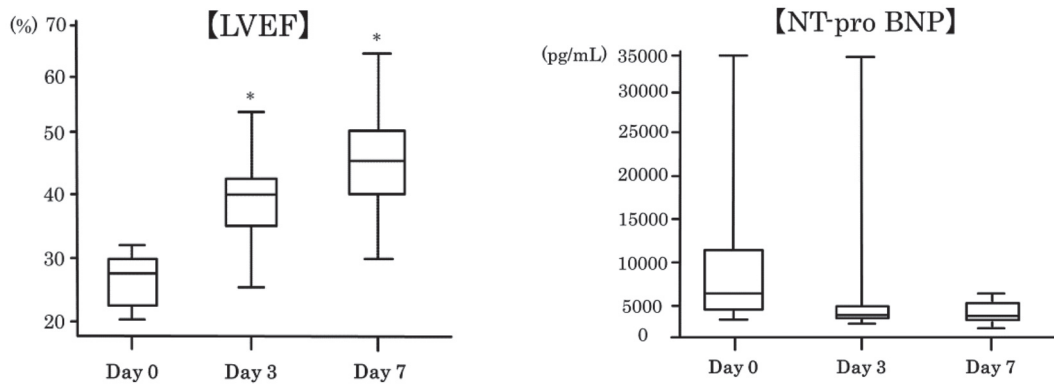 【LVEF】
(%)
70
60
50
40
30
20
*
*
Day 0
Day 3
Day 7
【NT-pro BNP】
(pg/mL)
35000
30000
25000
20000
15000
10000
5000
0
Day 0
Day 3
Day 7